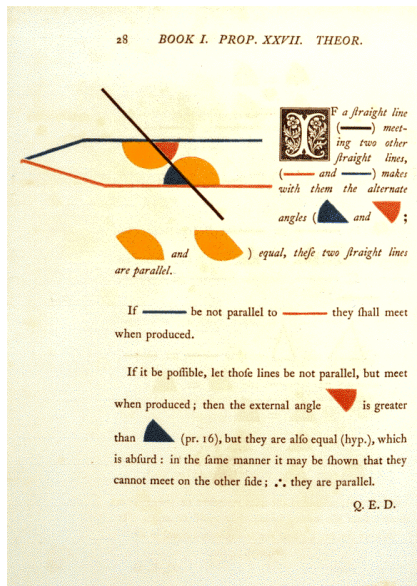 28 BOOK I. PROP. XXVII. THEOR.
IF a ſtraight line
( ) meet-
ing two other
ſtraight lines,
( and ) makes
with them the alternate
angles ( and ;
and ) equal, theſe two ſtraight lines
are parallel.
If be not parallel to they ſhall meet
when produced.
If it be poſſible, let thoſe lines be not parallel, but meet
when produced; then the external angle is greater
than (pr. 16), but they are alſo equal (hyp.), which
is abſurd: in the ſame manner it may be ſhown that they
cannot meet on the other ſide; ∴ they are parallel.
Q. E. D.